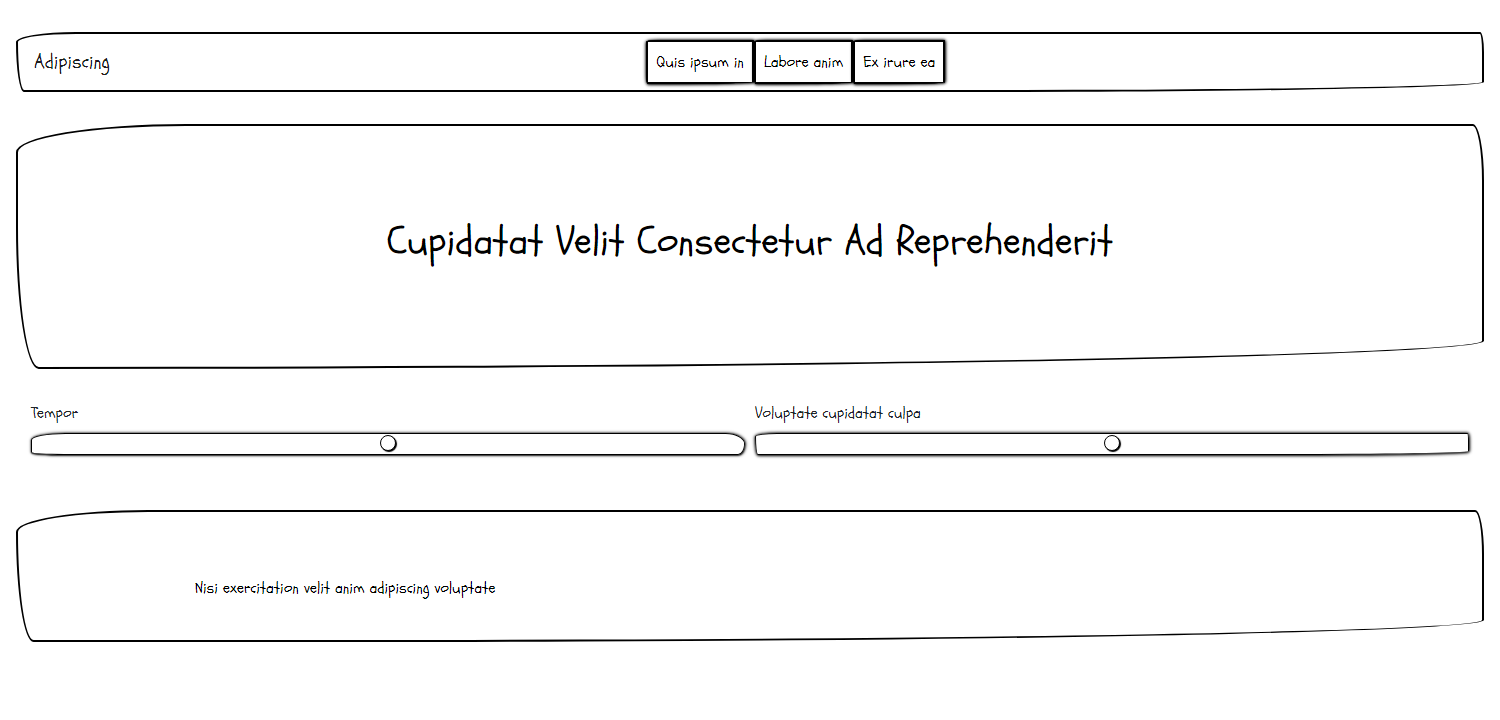 Adipiscing
Quis ipsum in
Labore anim
Ex irure ea
Cupidatat Velit Consectetur Ad Reprehenderit
Tempor
Voluptate cupidatat culpa
Nisi exercitation velit anim adipiscing voluptate